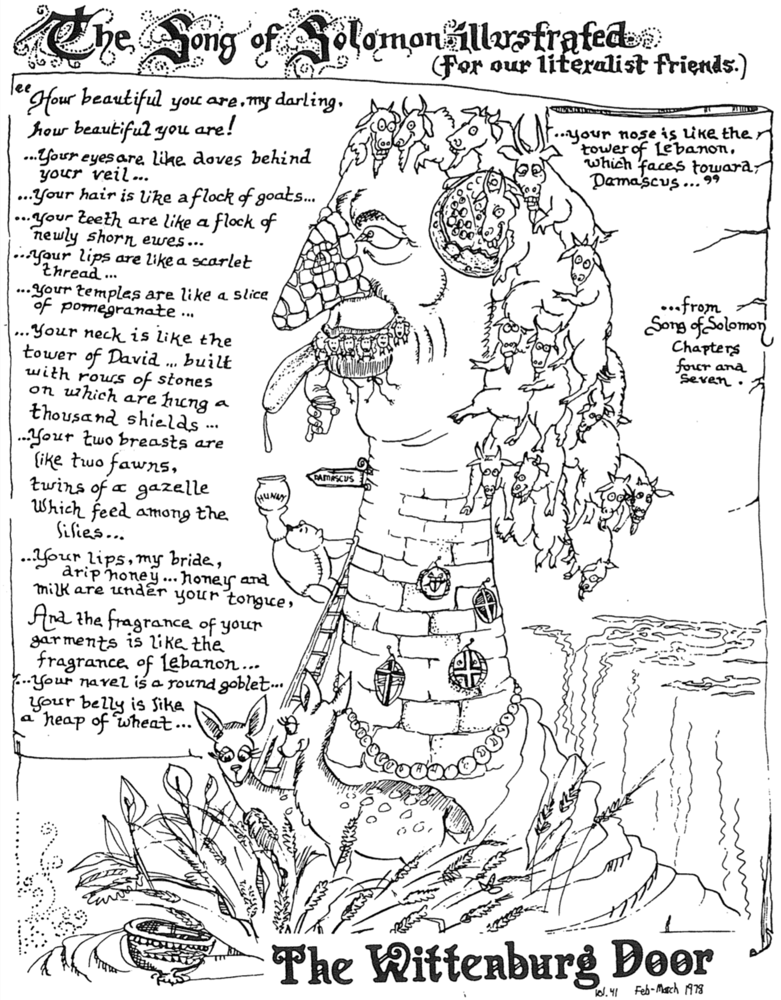 The Song of Solomon illustrated.
(For our literalist friends.)
"How beautiful you are, my darling,
how beautiful you are!
...Your eyes are like doves behind
your veil...
...Your hair is like a flock of goats...
...your teeth are like a flock of
newly shorn ewes...
...your lips are like a scarlet
thread...
...your temples are like a slice
of pomegranate...
...Your neck is like the
tower of David... built
with rows of stones
on which are hung a
thousand shields...
...Your two breasts are
like two fawns,
twins of a gazelle
Which feed among the
lilies...
...Your lips, my bride,
drip honey... honey and
milk are under your tongue,
And the fragrance of your
garments is like the
fragrance of Lebanon...
...Your navel is a round goblet...
your belly is like
a heap of wheat...
...your nose is like the
tower of Lebanon,
which faces toward
Damascus..."
...from
Song of Solomon
Chapters
four and
seven.
DAMASCUS
HUNNY
The Wittenburg Door
Vol. 41 Feb-March 1978